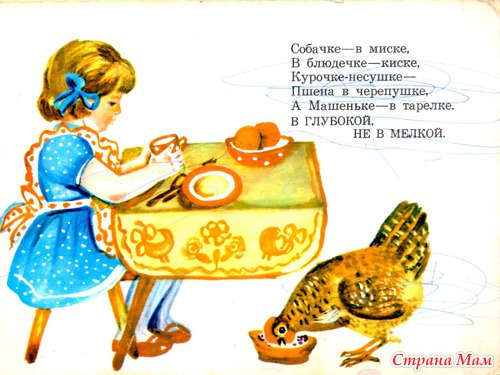 Собачке—в миске,
В блюдечке—киске,
Курочке-несушке—
Пшена в черепушке,
А Машеньке—в тарелке.
В ГЛУБОКОЙ,
НЕ В МЕЛКОЙ.
Страна Мам